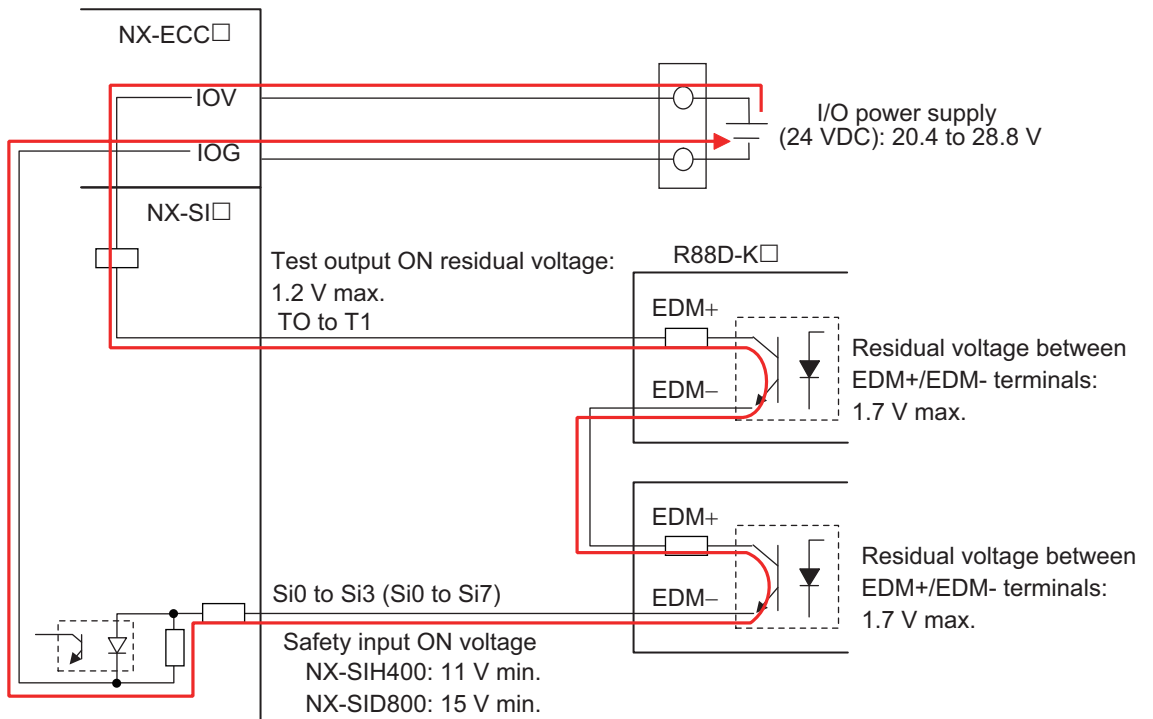 NX-ECC□
IOV
I/O power supply
(24 VDC): 20.4 to 28.8 V
IOG
NX-SI□
Test output ON residual voltage:
1.2 V max.
TO to T1
R88D-K□
EDM+
EDM−
Residual voltage between
EDM+/EDM- terminals:
1.7 V max.
EDM+
EDM−
Residual voltage between
EDM+/EDM- terminals:
1.7 V max.
Si0 to Si3 (Si0 to Si7)
Safety input ON voltage
NX-SIH400: 11 V min.
NX-SID800: 15 V min.